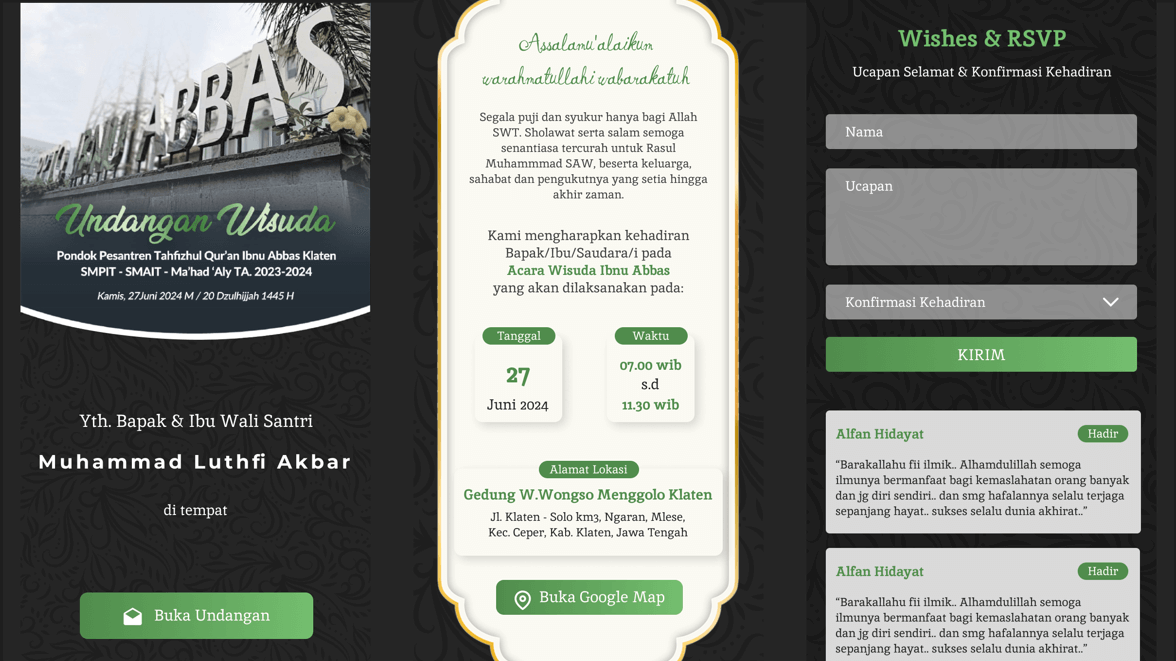 ABBAS
Undangan Wisuda
Pondok Pesantren Tahfizhul Qur'an Ibnu Abbas Klaten
SMPIT - SMAIT - Ma'had 'Aly TA. 2023-2024
Kamis, 27Juni 2024 M / 20 Dzulhijjah 1445 H
Yth. Bapak & Ibu Wali Santri
Muhammad Luthfi Akbar
di tempat
Buka Undangan
Assalamu'alaikum
warahnatullahi wabarakatuh
Segala puji dan syukur hanya bagi Allah
SWT. Sholawat serta salam semoga
senantiasa tercurah untuk Rasul
Muhammmad SAW, beserta keluarga,
sahabat dan pengukutnya yang setia hingga
akhir zaman.
Kami mengharapkan kehadiran
Bapak/Ibu/Saudara/i pada
Acara Wisuda Ibnu Abbas
yang akan dilaksanakan pada:
Tanggal
27
Juni 2024
Waktu
07.00 wib
s.d
11.30 wib
Alamat Lokasi
Gedung W.Wongso Menggolo Klaten
Jl. Klaten - Solo km3, Ngaran, Mlese,
Kec. Ceper, Kab. Klaten, Jawa Tengah
Buka Google Map
Wishes & RSVP
Ucapan Selamat & Konfirmasi Kehadiran
Nama
Ucapan
Konfirmasi Kehadiran
KIRIM
Alfan Hidayat
Hadir
“Barakallahu fii ilmik.. Alhamdulillah semoga
ilmunya bermanfaat bagi kemaslahatan orang banyak
dan jg diri sendiri.. dan smg hafalannya selalu terjaga
sepanjang hayat.. sukses selalu dunia akhirat..”
Alfan Hidayat
Hadir
“Barakallahu fii ilmik.. Alhamdulillah semoga
ilmunya bermanfaat bagi kemaslahatan orang banyak
dan jg diri sendiri.. dan smg hafalannya selalu terjaga
sepanjang hayat.. sukses selalu dunia akhirat..”